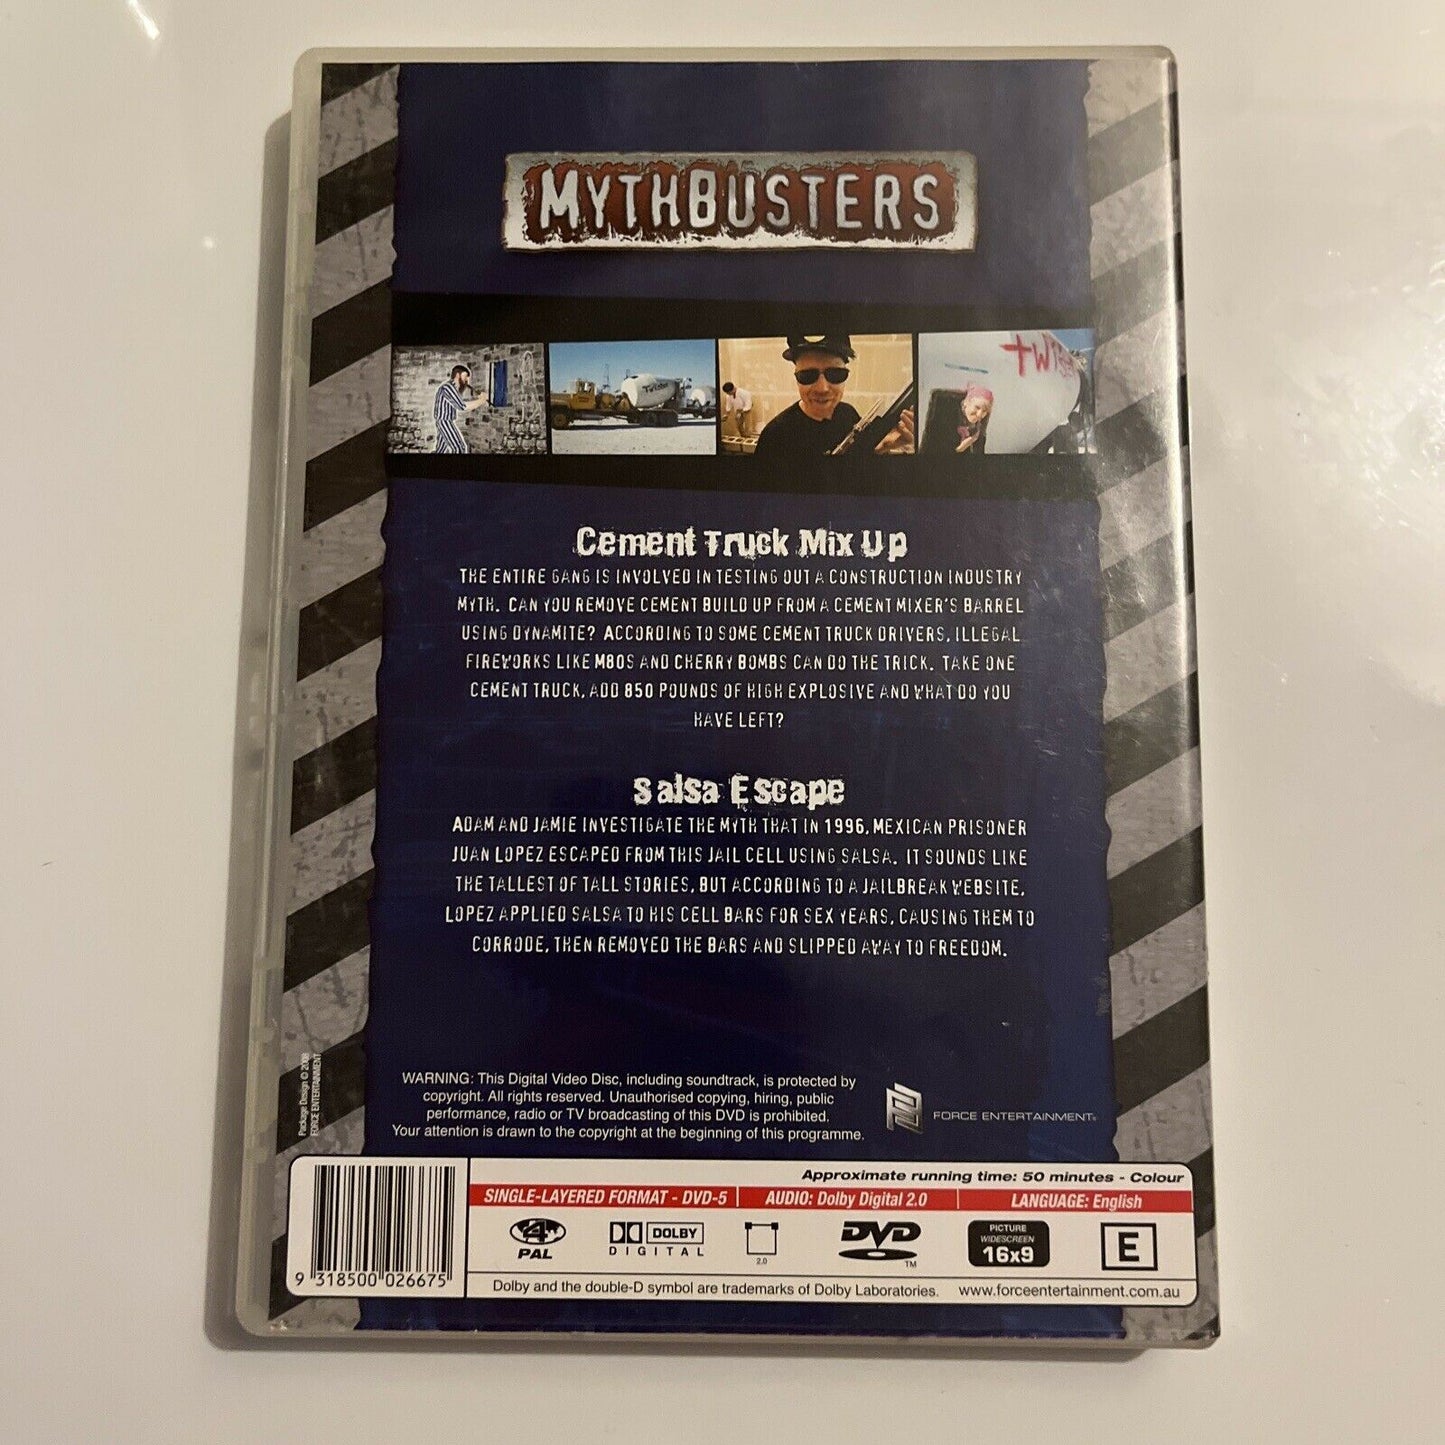 MYTHBUSTERS
Twister
twis
Cement Truck Mix Up
THE ENTIRE GANG IS INVOLVED IN TESTING OUT A CONSTRUCTION INDUSTRY
MYTH. CAN YOU REMOVE CEMENT BUILD UP FROM A CEMENT MIXER'S BARREL
USING DYNAMITE? ACCORDING TO SOME CEMENT TRUCK DRIVERS, ILLEGAL
FIREWORKS LIKE M80S AND CHERRY BOMBS CAN DO THE TRICK. TAKE ONE
CEMENT TRUCK, ADD 850 POUNDS OF HIGH EXPLOSIVE AND WHAT DO YOU
HAVE LEFT?
Salsa Escape
ADAM AND JAMIE INVESTIGATE THE MYTH THAT IN 1996, MEXICAN PRISONER
JUAN LOPEZ ESCAPED FROM THIS JAIL CELL USING SALSA. IT SOUNDS LIKE
THE TALLEST OF TALL STORIES, BUT ACCORDING TO A JAILBREAK WEBSITE,
LOPEZ APPLIED SALSA TO HIS CELL BARS FOR SEX YEARS, CAUSING THEM TO
CORRODE, THEN REMOVED THE BARS AND SLIPPED AWAY TO FREEDOM.
Package Design © 2008
FORCE ENTERTAINMENT
WARNING: This Digital Video Disc, including soundtrack, is protected by
copyright. All rights reserved. Unauthorised copying, hiring, public
performance, radio or TV broadcasting of this DVD is prohibited.
Your attention is drawn to the copyright at the beginning of this programme.
FORCE ENTERTAINMENT®
Approximate running time: 50 minutes - Colour
SINGLE-LAYERED FORMAT - DVD-5 AUDIO: Dolby Digital 2.0 LANGUAGE: English
4
PAL
DOLBY
DIGITAL
2.0
DVD
TM
PICTURE
WIDESCREEN
16x9
E
9 318500 026675
Dolby and the double-D symbol are trademarks of Dolby Laboratories. www.forceentertainment.com.au